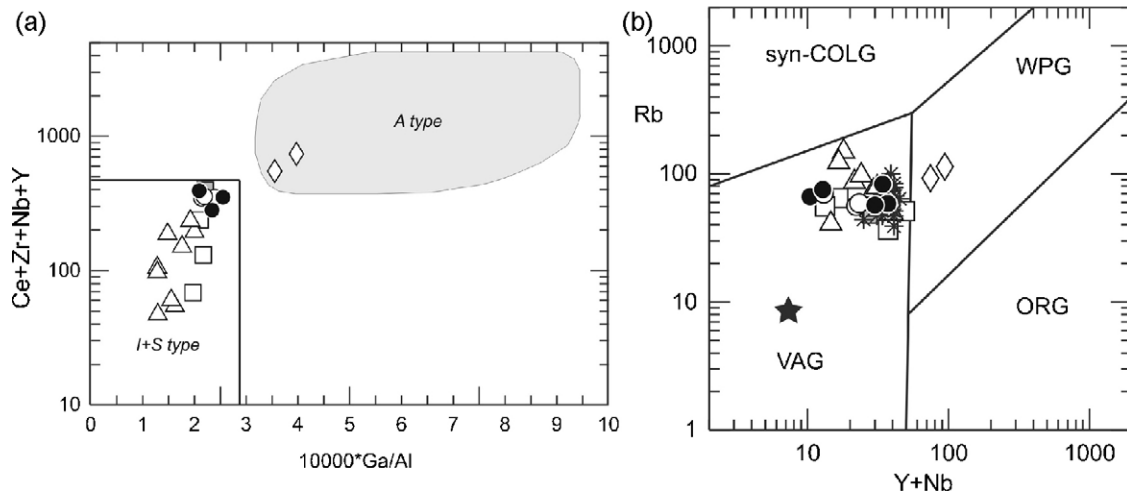 (a)
Ce+Zr+Nb+Y
1000
100
10
A type
I+S type
0 1 2 3 4 5 6 7 8 9 10
10000*Ga/Al
(b)
Rb
1000
100
10
1
syn-COLG
WPG
VAG
ORG
10 100 1000
Y+Nb